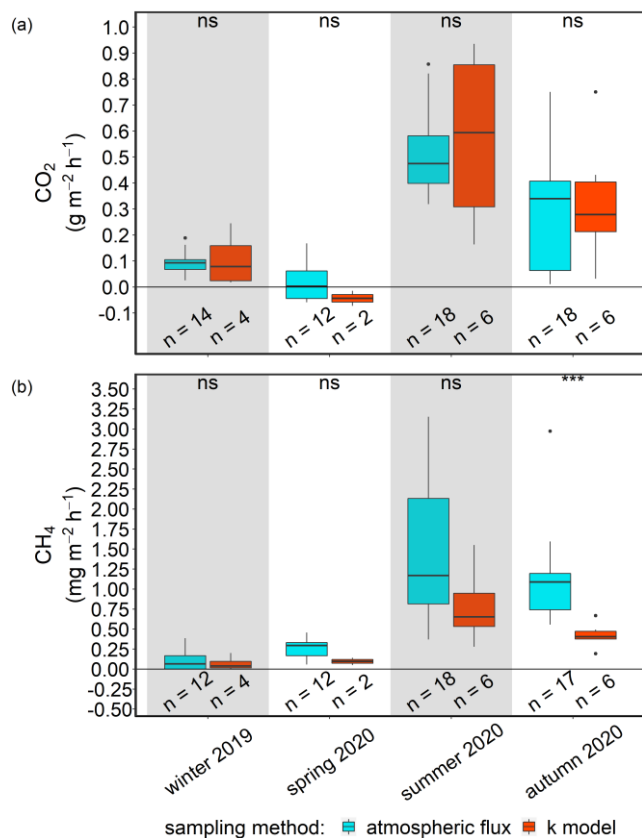 (a)
ns ns ns ns
1.0
0.9
0.8
0.7
0.6
0.5
0.4
0.3
0.2
0.1
0.0
-0.1
CO₂
(g m⁻² h⁻¹)
n = 14 n = 4 n = 12 n = 2 n = 18 n = 6 n = 18 n = 6
(b)
ns ns ns ***
3.50
3.25
3.00
2.75
2.50
2.25
2.00
1.75
1.50
1.25
1.00
0.75
0.50
0.25
0.00
-0.25
-0.50
CH₄
(mg m⁻² h⁻¹)
n = 12 n = 4 n = 12 n = 2 n = 18 n = 6 n = 17 n = 6
winter 2019 spring 2020 summer 2020 autumn 2020
sampling method: atmospheric flux k model